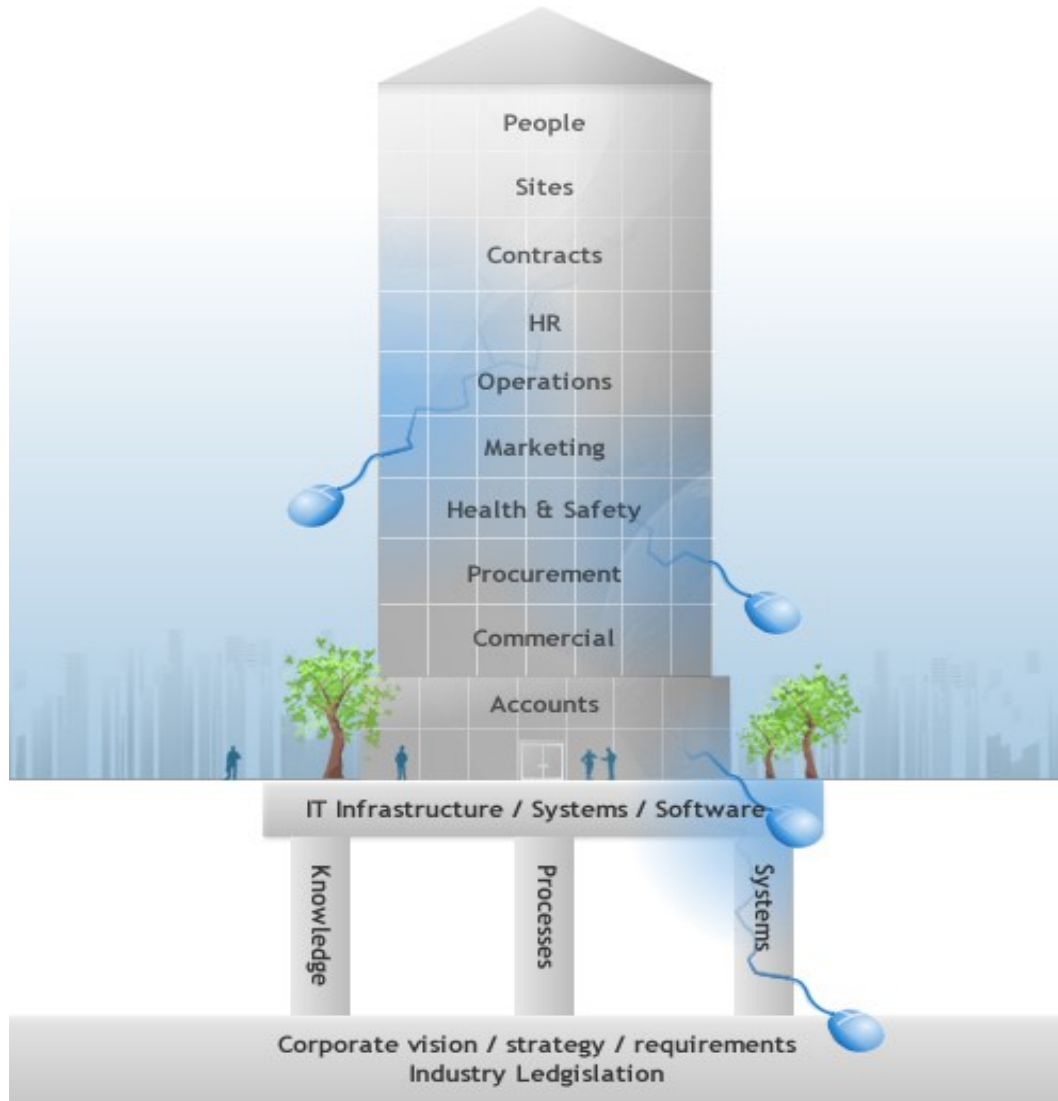 People
Sites
Contracts
HR
Operations
Marketing
Health & Safety
Procurement
Commercial
Accounts
IT Infrastructure / Systems / Software
Knowledge
Processes
Systems
Corporate vision / strategy / requirements
Industry Ledgislation